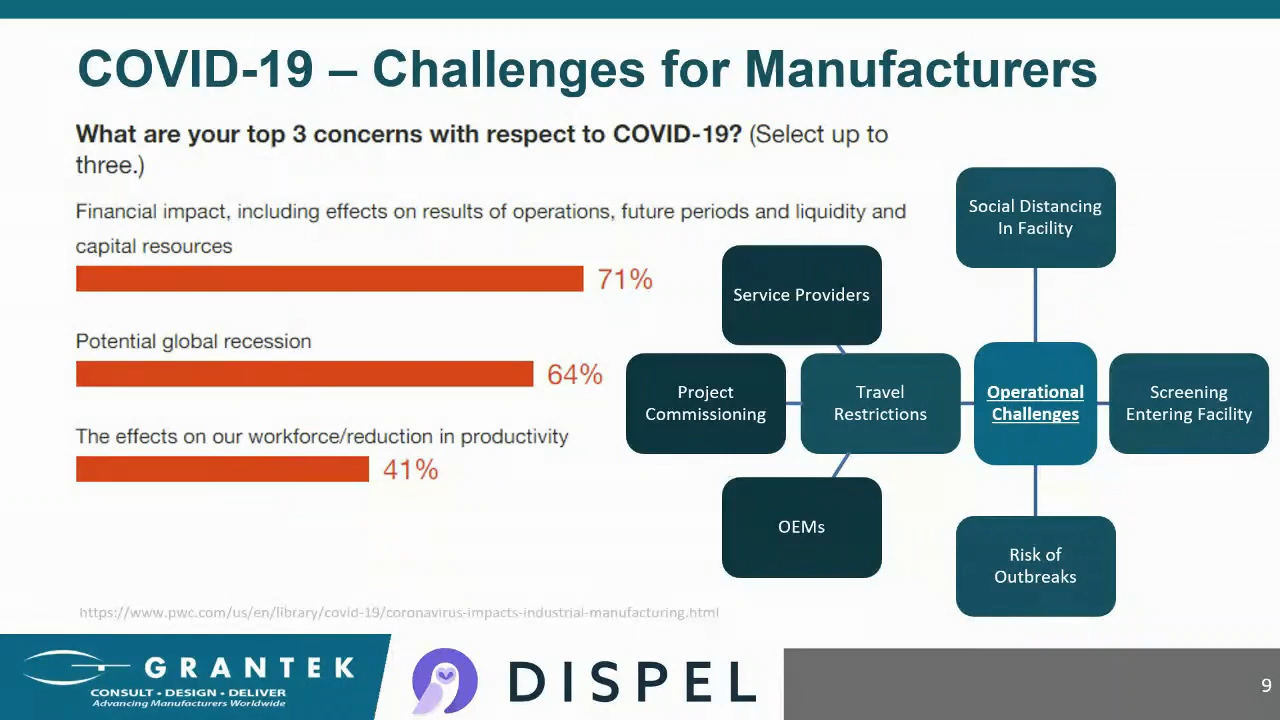 COVID-19 – Challenges for Manufacturers
What are your top 3 concerns with respect to COVID-19? (Select up to
three.)
Financial impact, including effects on results of operations, future periods and liquidity and
capital resources
71%
Potential global recession
64%
The effects on our workforce/reduction in productivity
41%
Social Distancing
In Facility
Service Providers
Project
Commissioning
Travel
Restrictions
Operational
Challenges
Screening
Entering Facility
OEMs
Risk of
Outbreaks
https://www.pwc.com/us/en/library/covid-19/coronavirus-impacts-industrial-manufacturing.html
GRANTEK
CONSULT • DESIGN • DELIVER
Advancing Manufacturers Worldwide
DISPEL
9